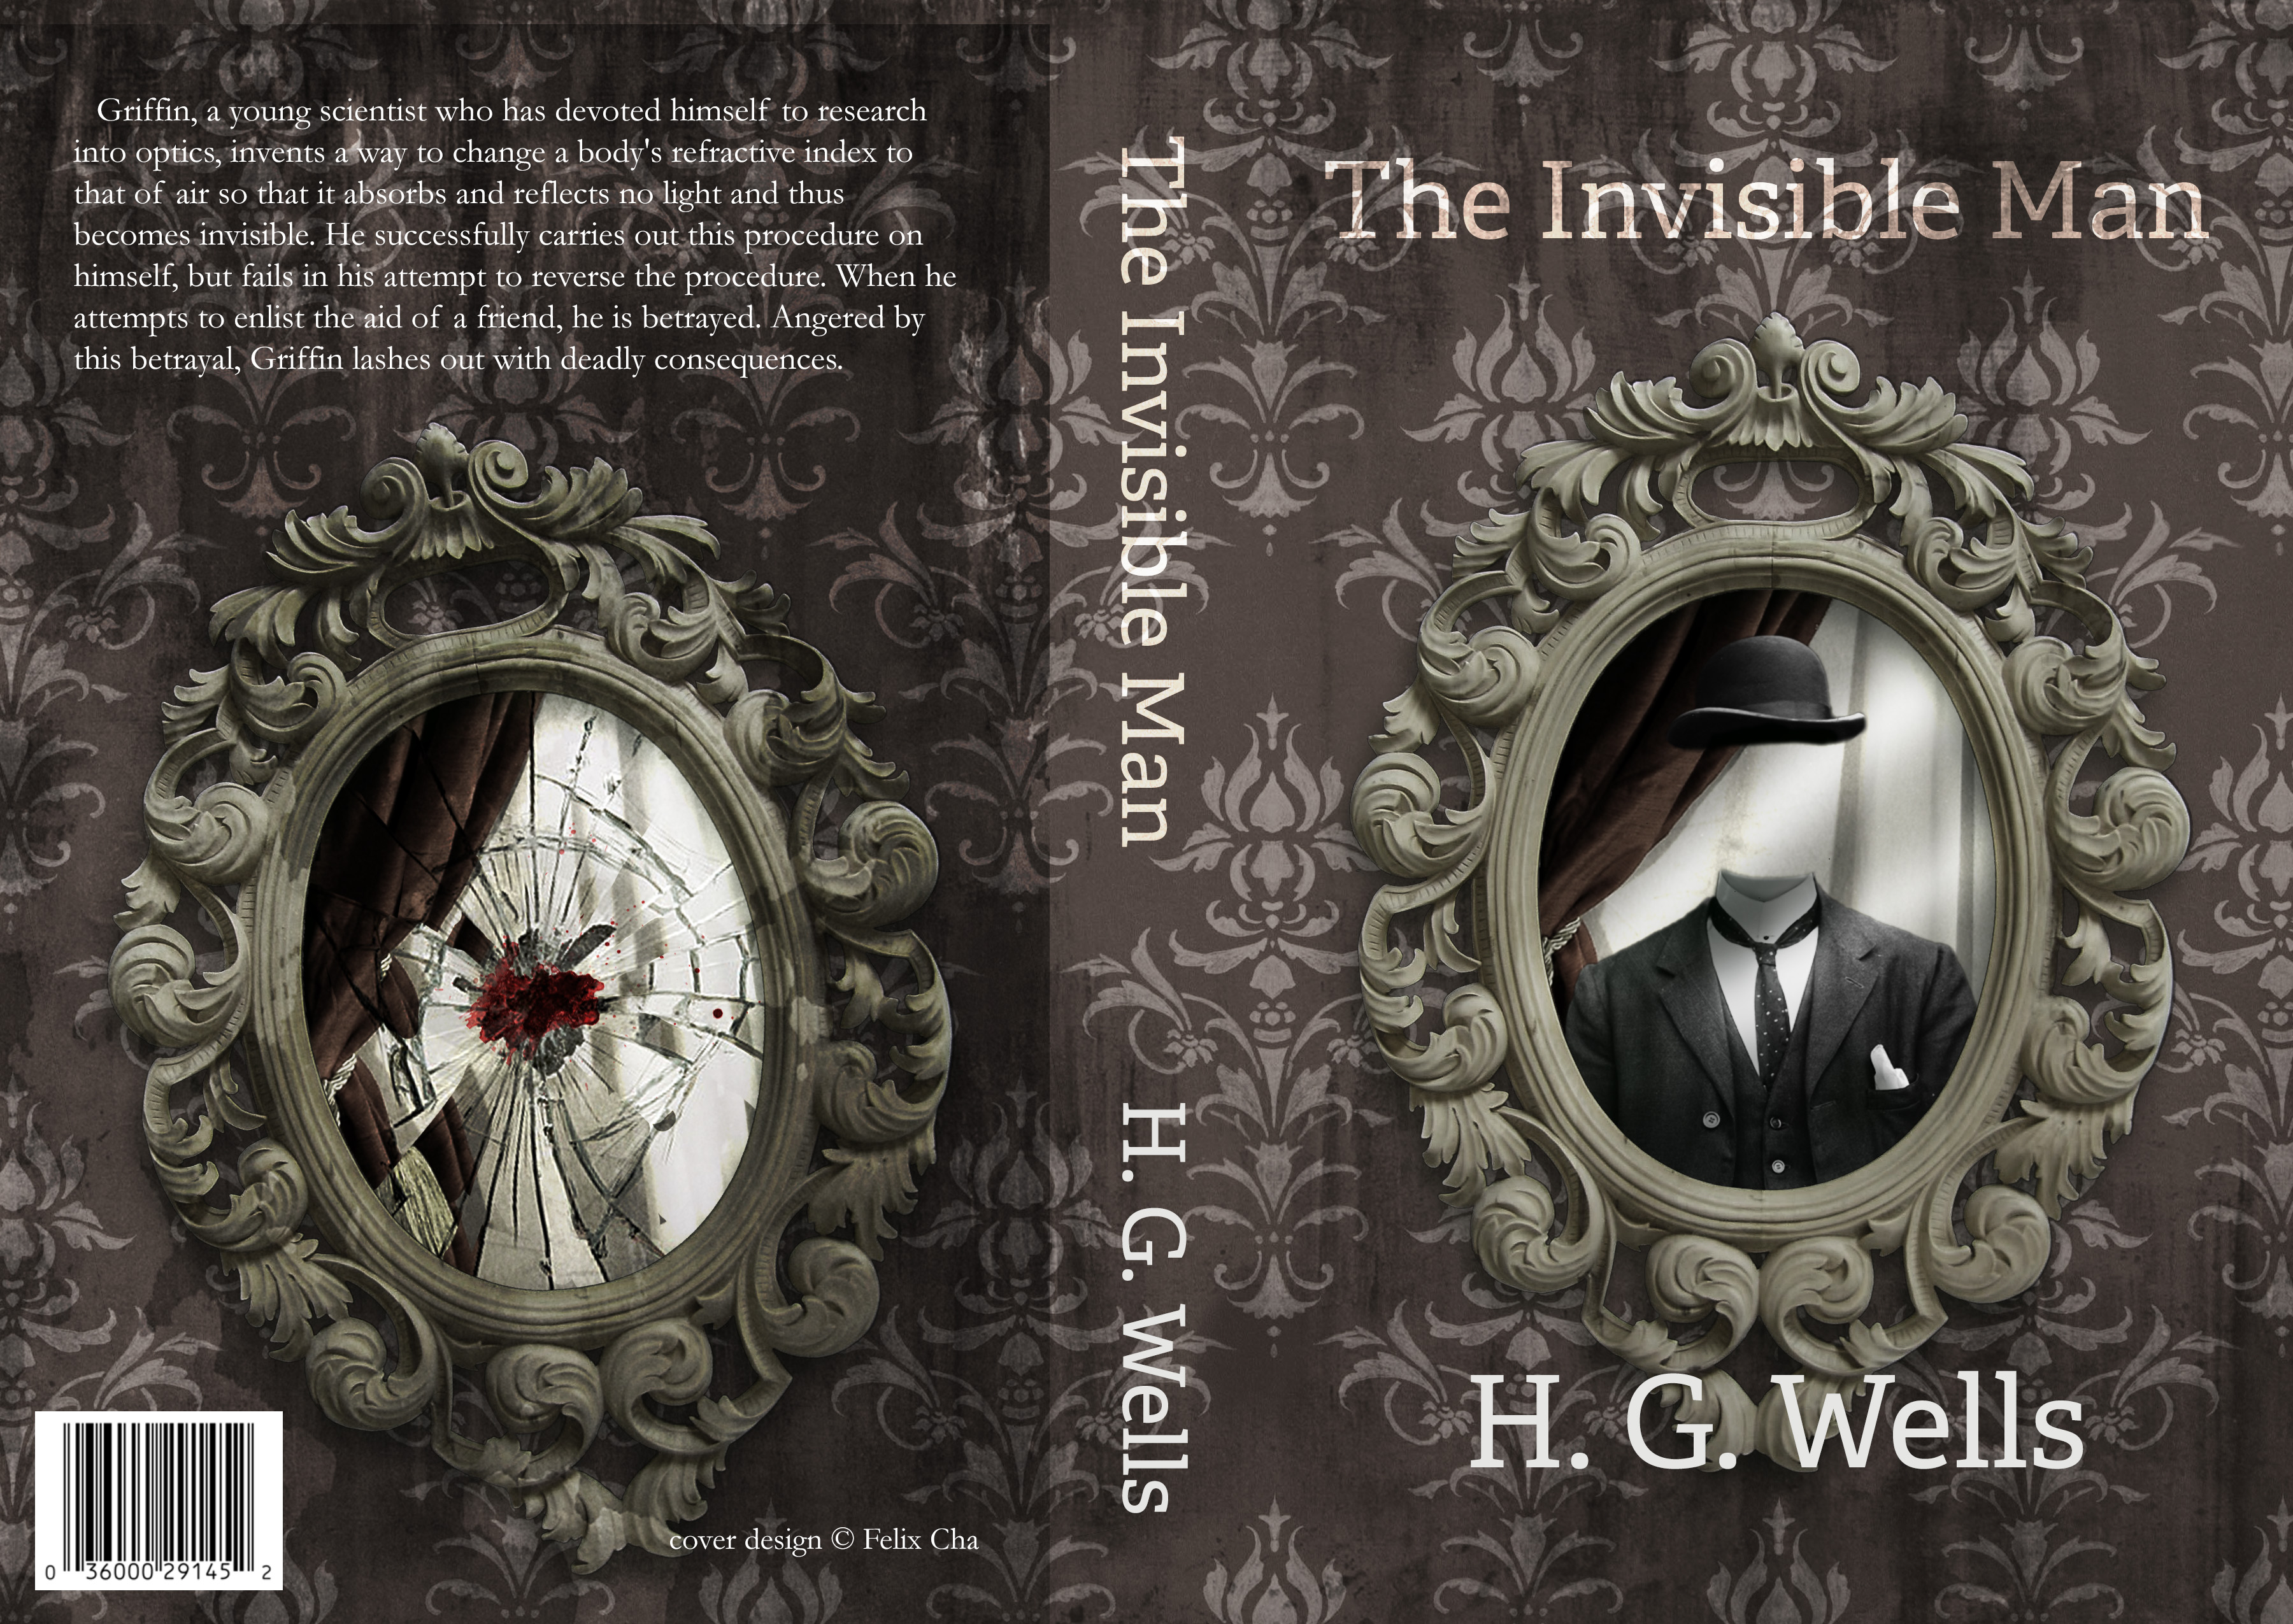 Griffin, a young scientist who has devoted himself to research
into optics, invents a way to change a body's refractive index to
that of air so that it absorbs and reflects no light and thus
becomes invisible. He successfully carries out this procedure on
himself, but fails in his attempt to reverse the procedure. When he
attempts to enlist the aid of a friend, he is betrayed. Angered by
this betrayal, Griffin lashes out with deadly consequences.
0 36000 29145 2
cover design © Felix Cha
The Invisible Man H. G. Wells
The Invisible Man
H. G. Wells